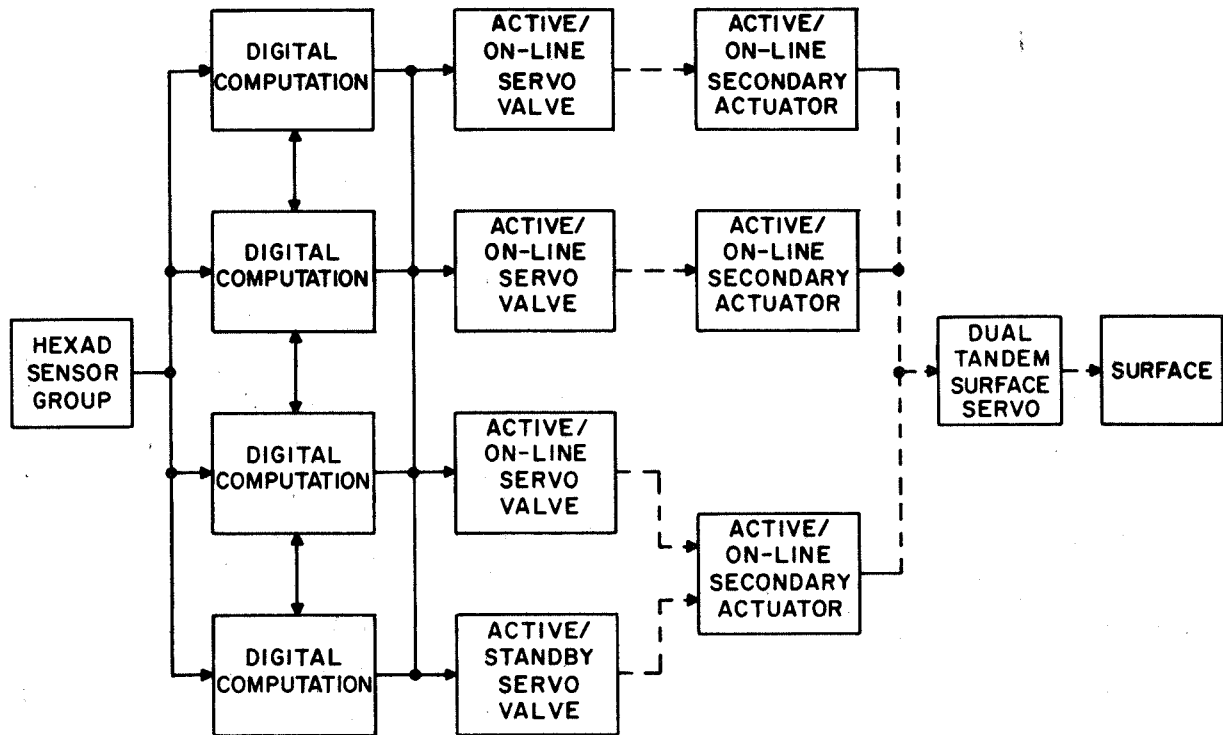 DIGITAL
COMPUTATION
ACTIVE/
ON-LINE
SERVO
VALVE
ACTIVE/
ON-LINE
SECONDARY
ACTUATOR
DIGITAL
COMPUTATION
ACTIVE/
ON-LINE
SERVO
VALVE
ACTIVE/
ON-LINE
SECONDARY
ACTUATOR
HEXAD
SENSOR
GROUP
DUAL
TANDEM
SURFACE
SERVO
SURFACE
DIGITAL
COMPUTATION
ACTIVE/
ON-LINE
SERVO
VALVE
ACTIVE/
ON-LINE
SECONDARY
ACTUATOR
DIGITAL
COMPUTATION
ACTIVE/
STANDBY
SERVO
VALVE